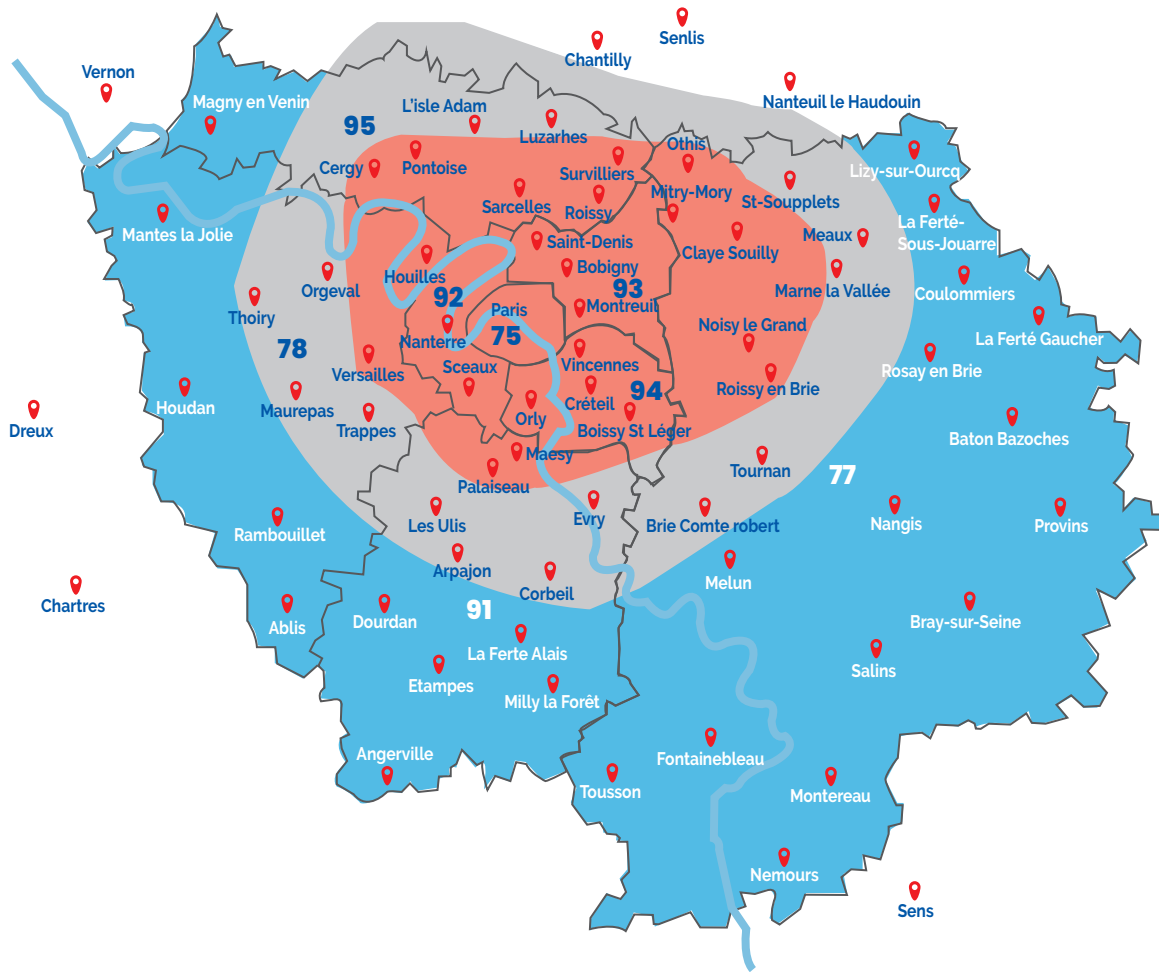 Senlis
Chantilly
Vernon
Nanteuil le Haudouin
Magny en Venin
L'isle Adam
95
Luzarhes
Othis
Cergy
Pontoise
Survilliers
Lizy-sur-Ourcq
Mitry-Mory
St-Soupplets
Sarcelles
Roissy
La Ferté-
Sous-Jouarre
Mantes la Jolie
Saint-Denis
Claye Souilly
Meaux
Bobigny
Houilles
Orgeval
93
Marne la Vallée
Coulommiers
92
Montreuil
Paris
Thoiry
Noisy le Grand
75
Nanterre
La Ferté Gaucher
78
Vincennes
Sceaux
Versailles
Rosay en Brie
Roissy en Brie
94
Créteil
Houdan
Maurepas
Orly
Dreux
Trappes
Boissy St Léger
Baton Bazoches
Maesy
Tournan
77
Palaiseau
Les Ulis
Evry
Brie Comte robert
Nangis
Provins
Rambouillet
Arpajon
Melun
Corbeil
Chartres
91
Ablis
Dourdan
Bray-sur-Seine
La Ferte Alais
Salins
Etampes
Milly la Forêt
Angerville
Fontainebleau
Tousson
Montereau
Nemours
Sens